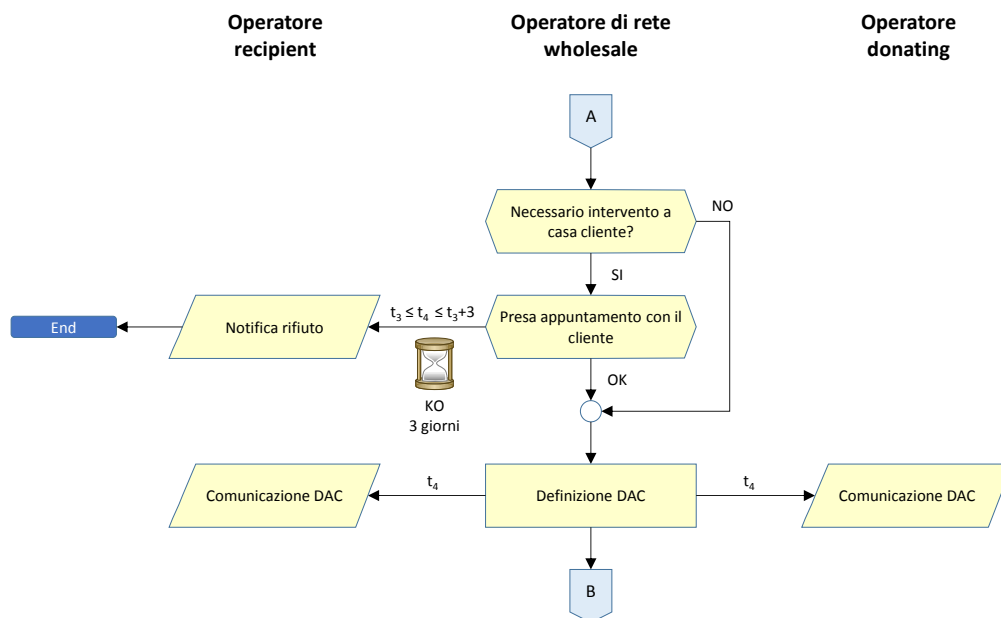 Operatore
recipient
Operatore di rete
wholesale
Operatore
donating
A
Necessario intervento a
casa cliente?
NO
SI
End
Notifica rifiuto
t₃ ≤ t₄ ≤ t₃+3
Presa appuntamento con il
cliente
KO
3 giorni
OK
Comunicazione DAC
t₄
Definizione DAC
t₄
Comunicazione DAC
B